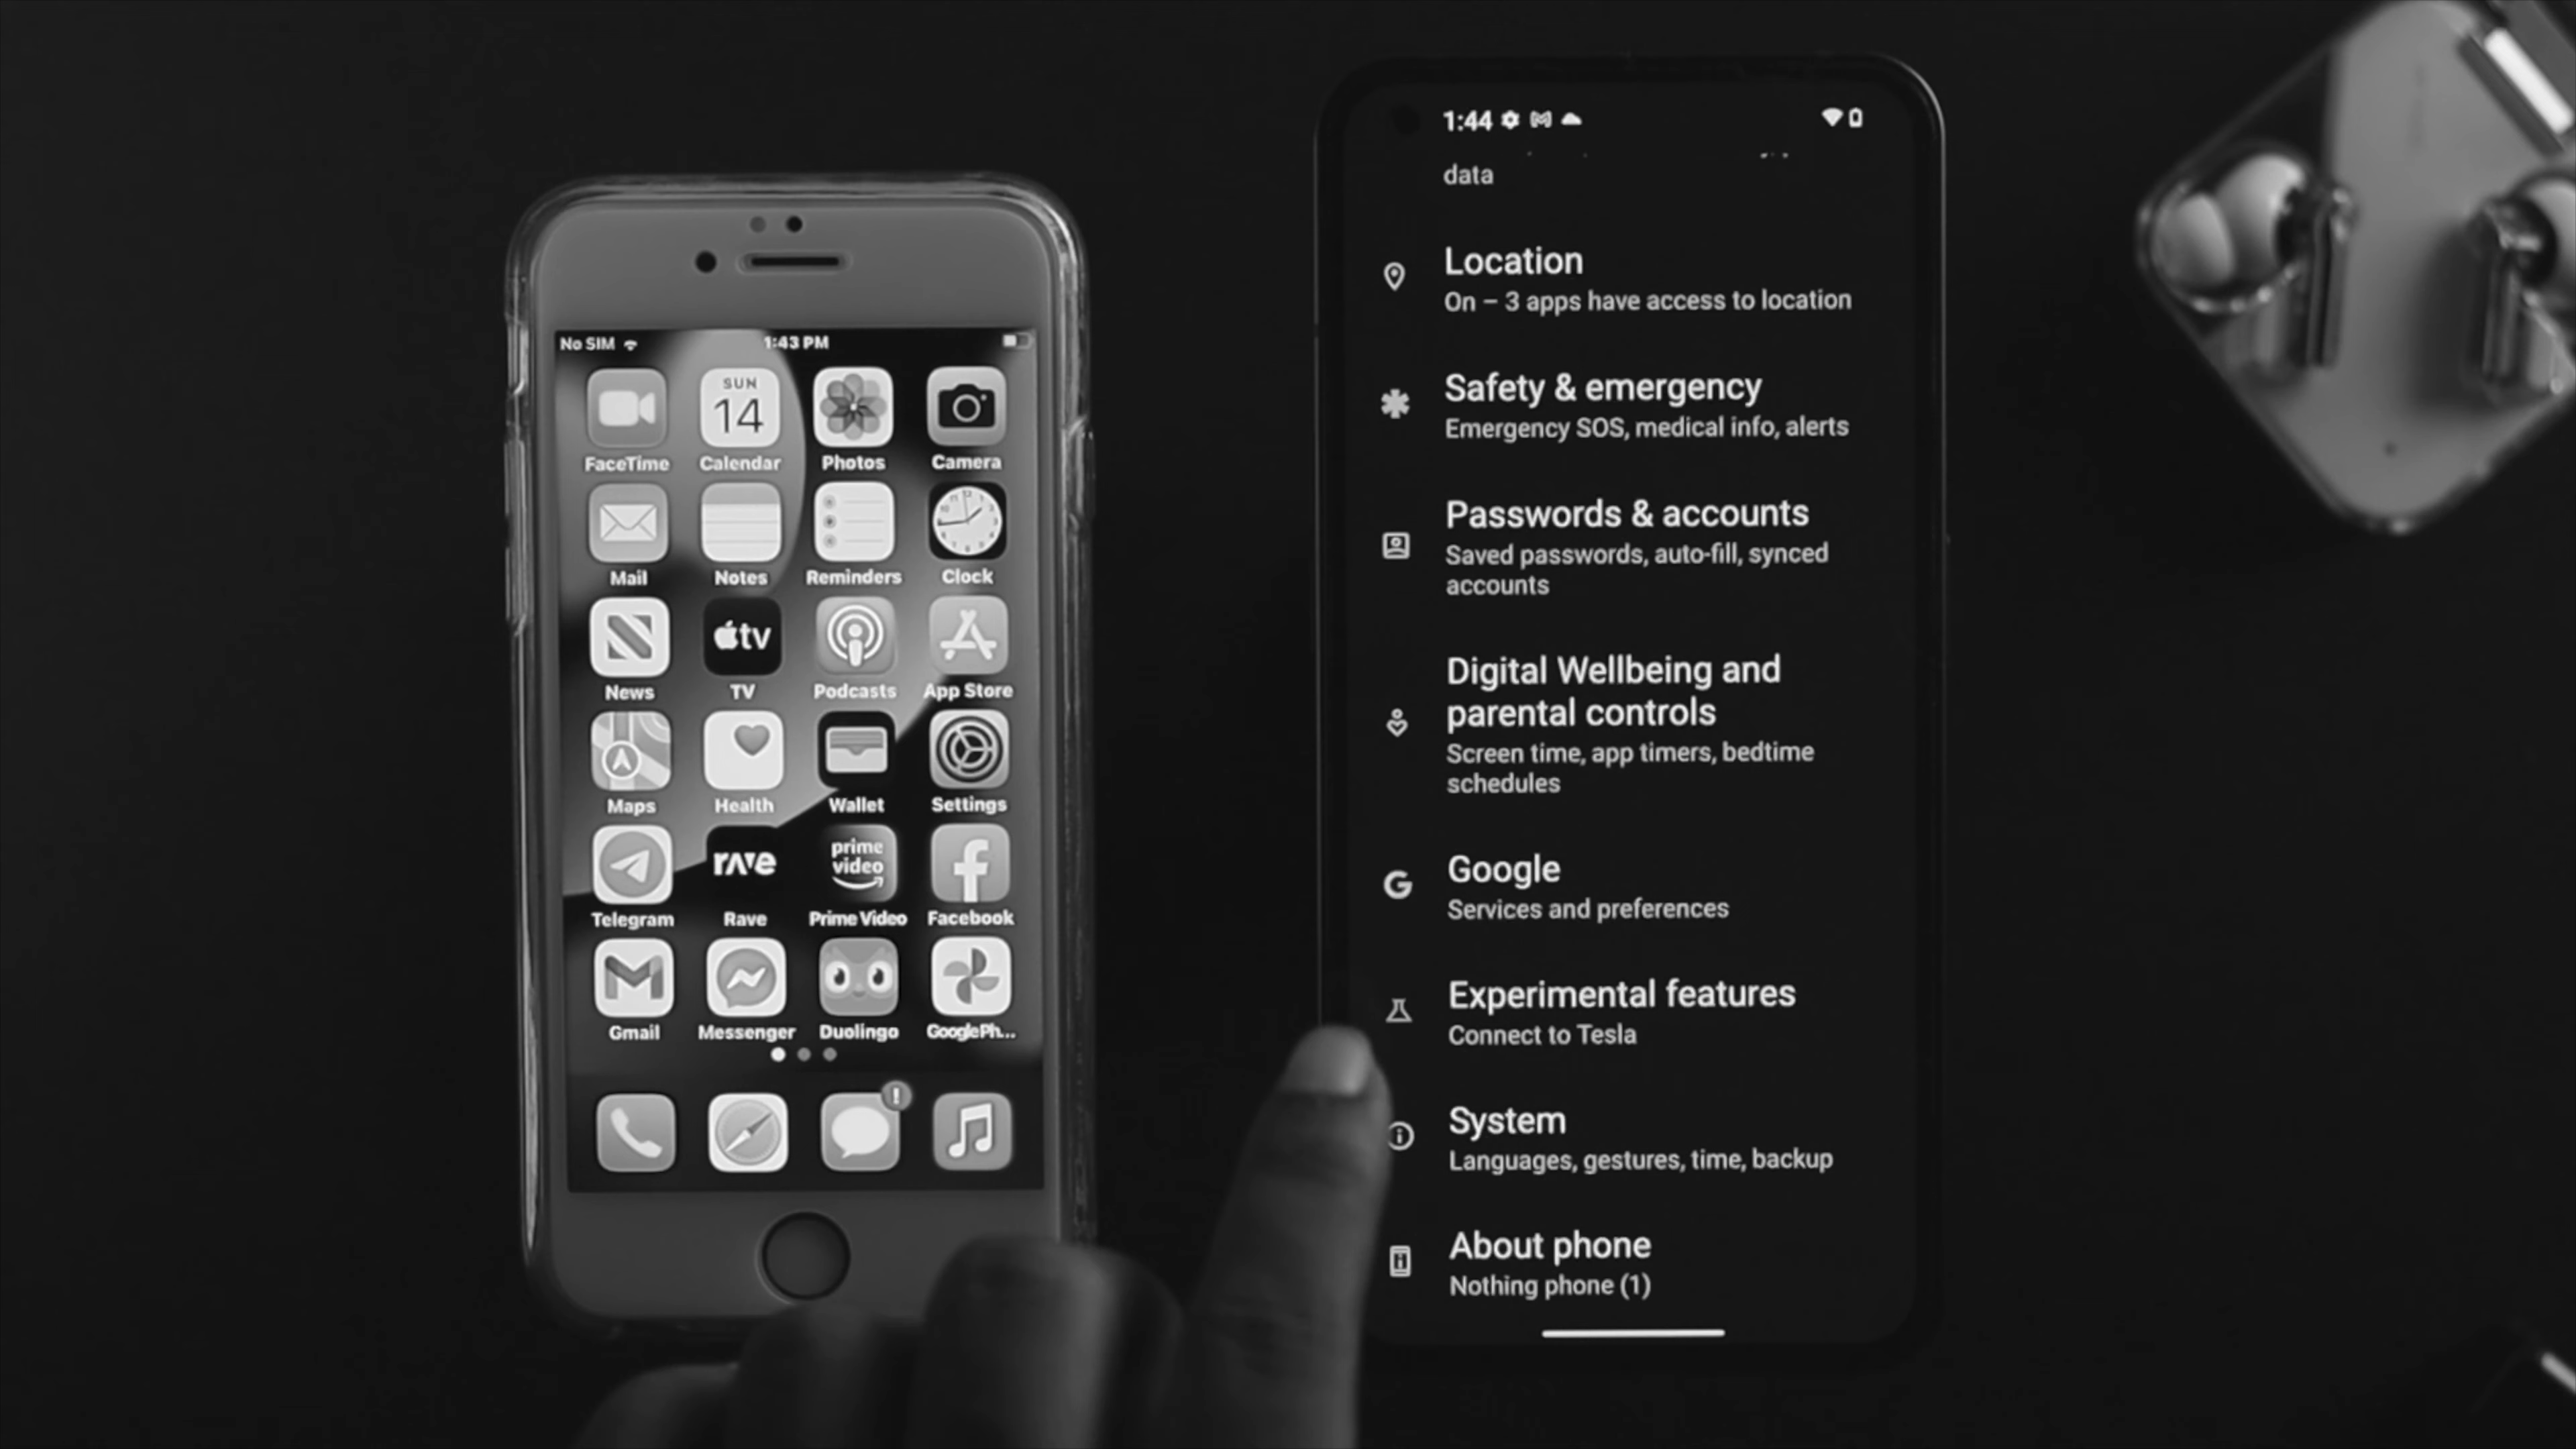 No SIM
1:43 PM
SUN
14
FaceTime
Calendar
Photos
Camera
Mail
Notes
Reminders
Clock
tv
News
TV
Podcasts
App Store
Maps
Health
Wallet
Settings
rave
prime
video
Telegram
Rave
Prime Video
Facebook
Gmail
Messenger
Duolingo
Google Ph...
!
1:44
data
Location
On – 3 apps have access to location
Safety & emergency
Emergency SOS, medical info, alerts
Passwords & accounts
Saved passwords, auto-fill, synced
accounts
Digital Wellbeing and
parental controls
Screen time, app timers, bedtime
schedules
Google
Services and preferences
Experimental features
Connect to Tesla
System
Languages, gestures, time, backup
About phone
Nothing phone (1)